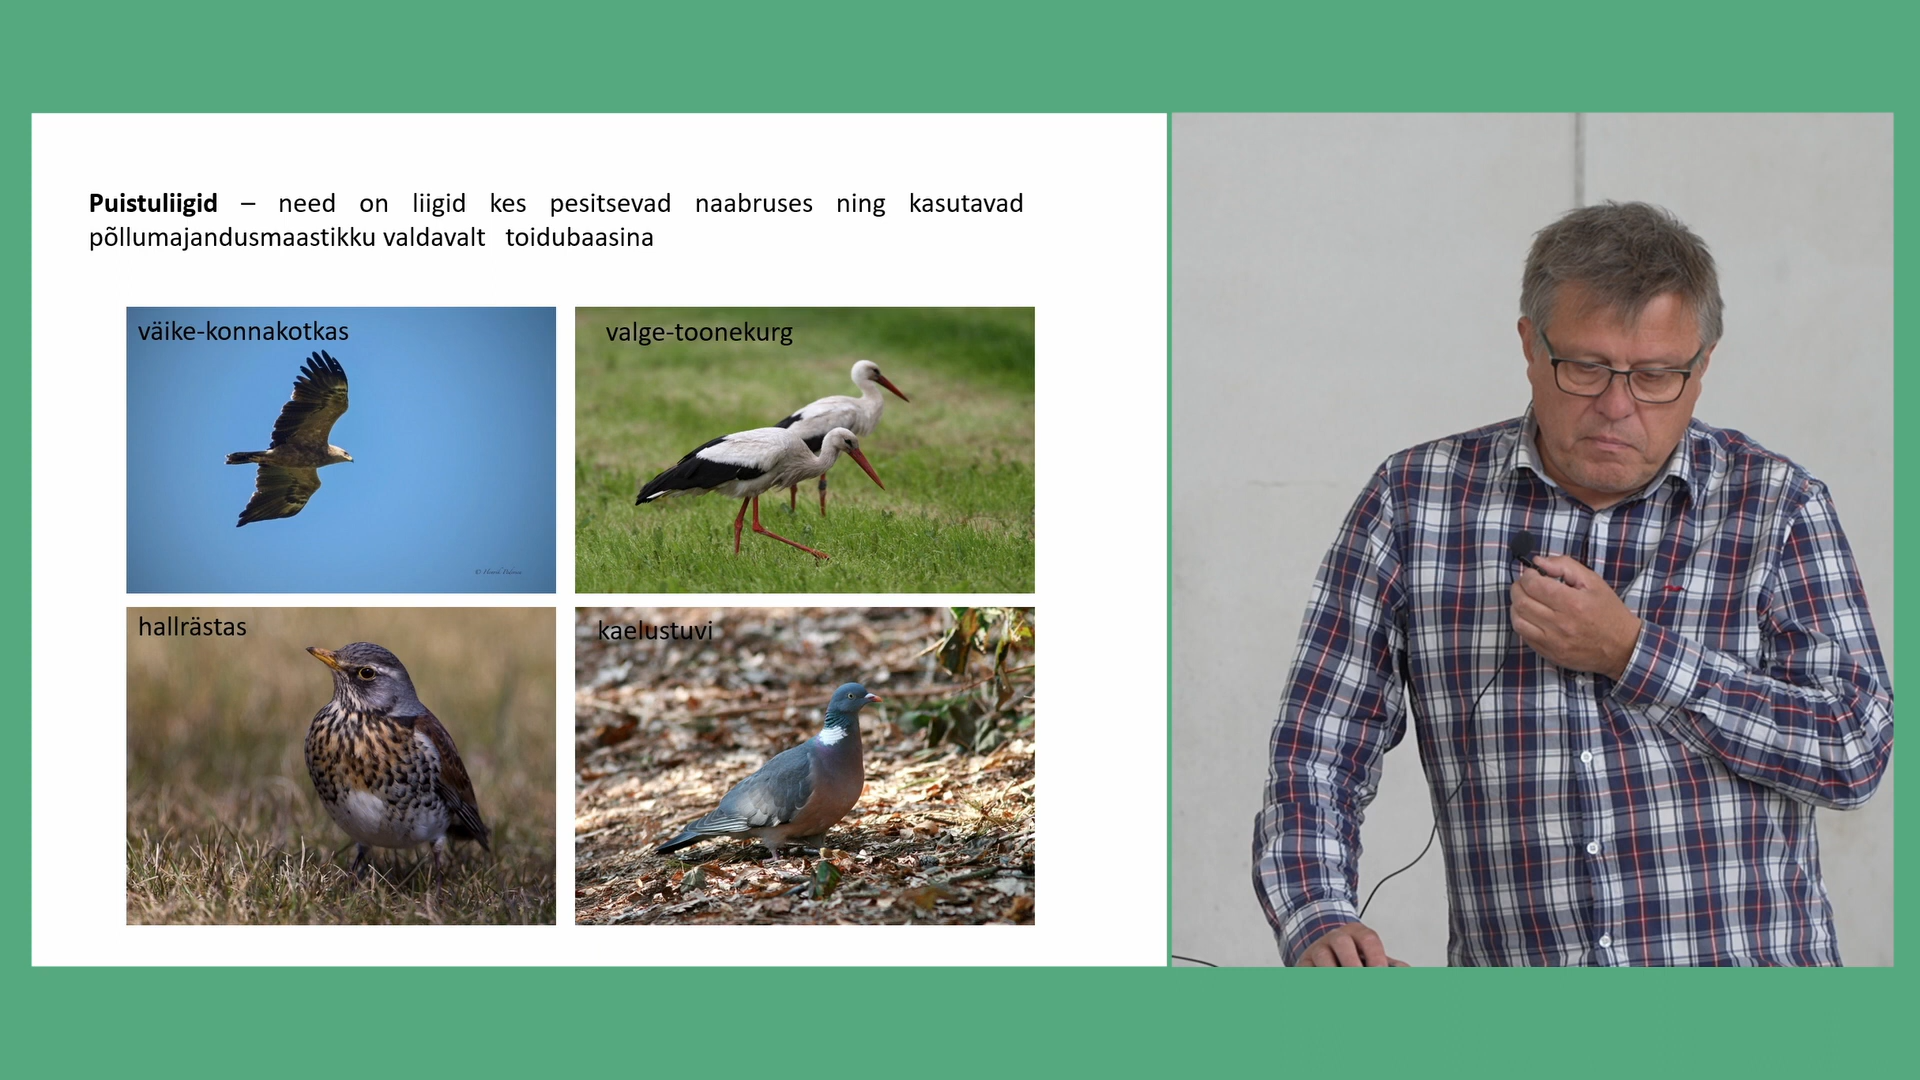 Puistuliigid – need on liigid kes pesitsevad naabruses ning kasutavad
põllumajandusmaastikku valdavalt toidubaasina
väike-konnakotkas
valge-toonekurg
hallrästas
kaelustuvi